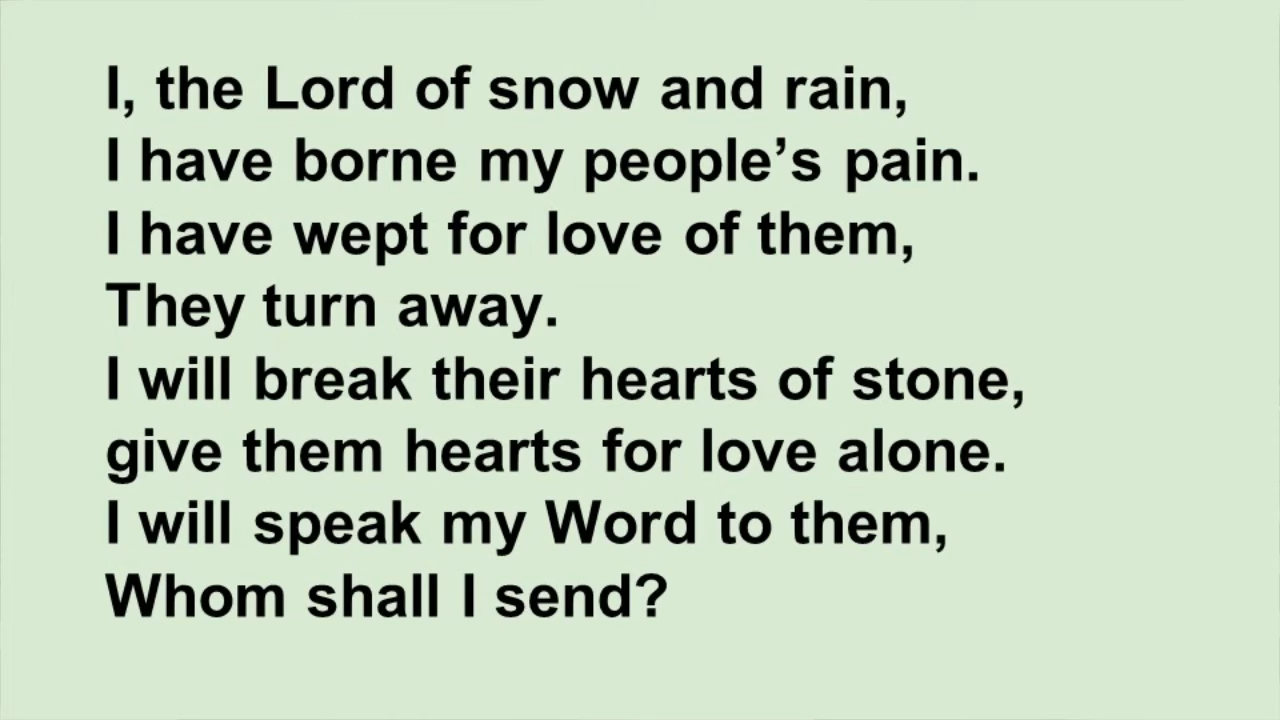 I, the Lord of snow and rain,
I have borne my people’s pain.
I have wept for love of them,
They turn away.
I will break their hearts of stone,
give them hearts for love alone.
I will speak my Word to them,
Whom shall I send?